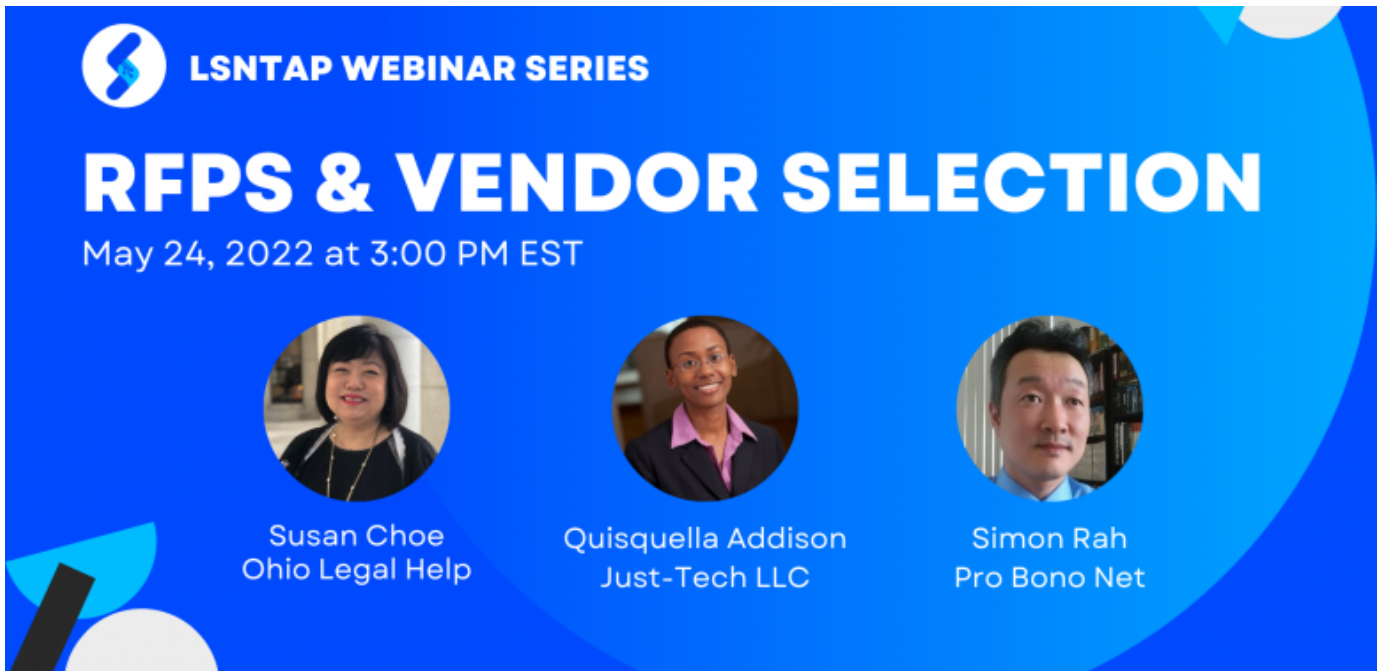 LSNTAP WEBINAR SERIES
RFPS & VENDOR SELECTION
May 24, 2022 at 3:00 PM EST
Susan Choe
Ohio Legal Help
Quisquella Addison
Just-Tech LLC
Simon Rah
Pro Bono Net